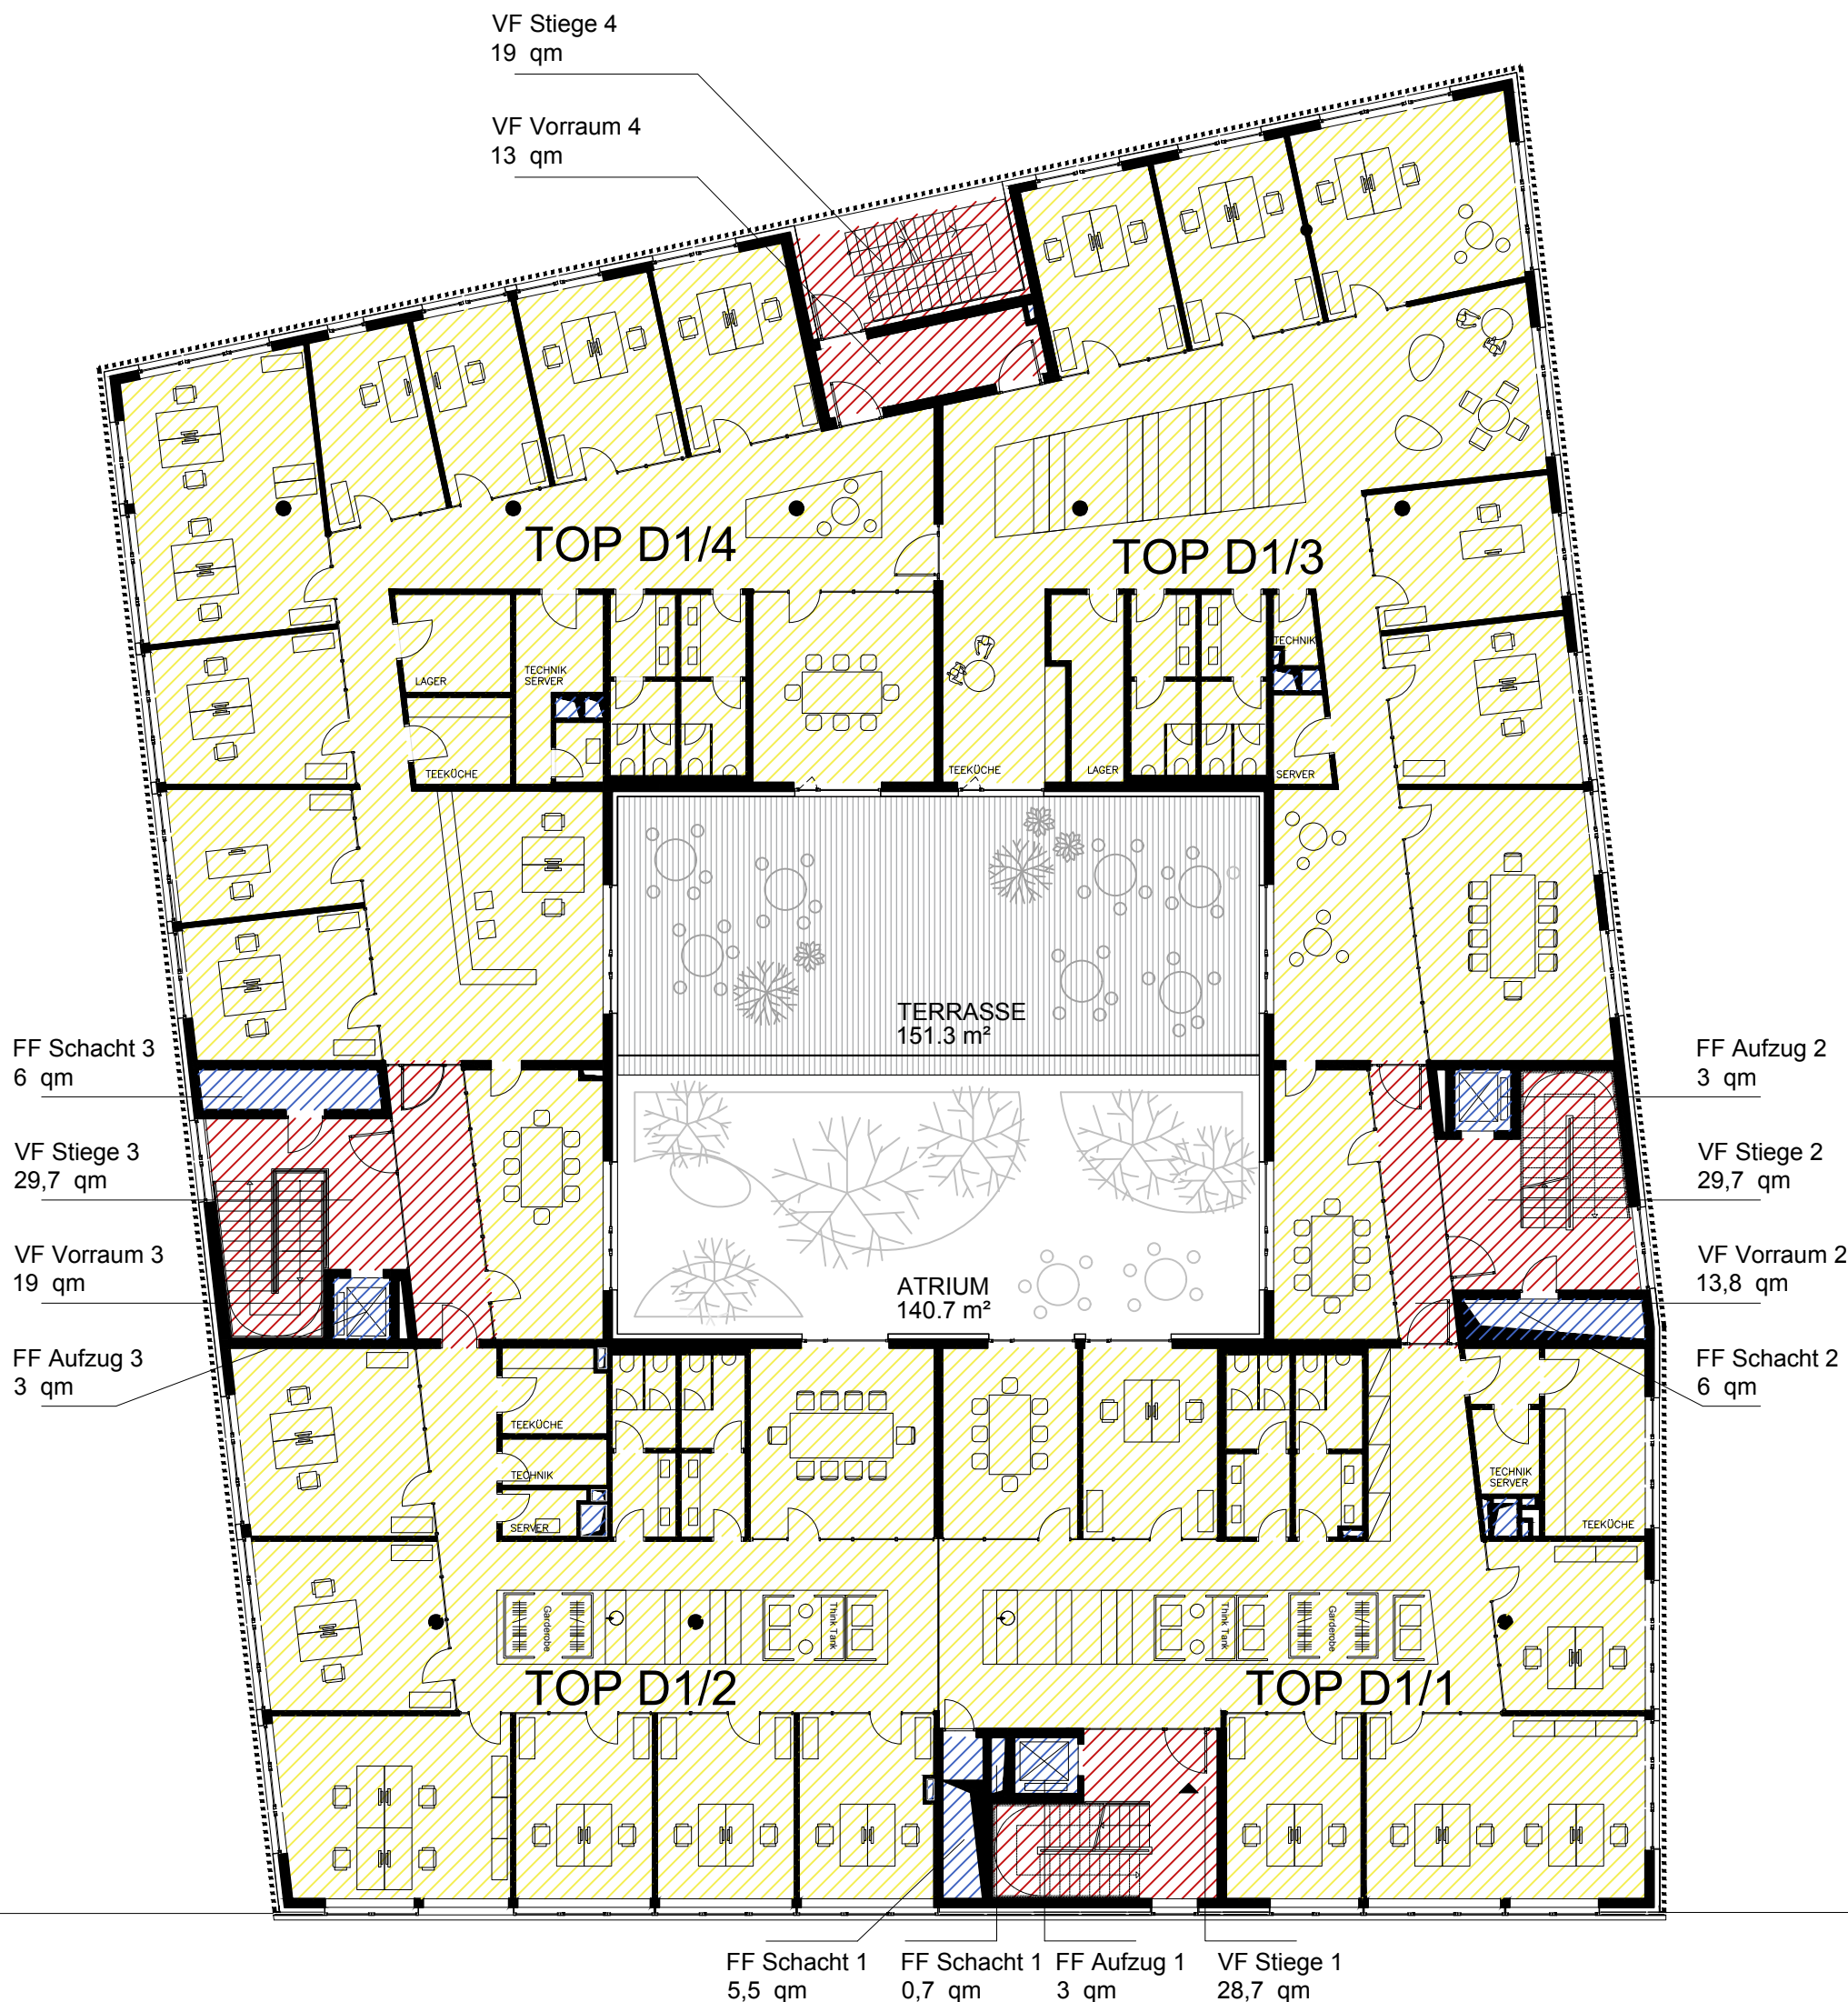 VF Stiege 4
19 qm
VF Vorraum 4
13 qm
TOP D1/4
TOP D1/3
LAGER
TECHNIK
SERVER
TECHNIK
TEEKÜCHE
TEEKÜCHE
LAGER
SERVER
TERRASSE
151.3 m²
FF Schacht 3
6 qm
FF Aufzug 2
3 qm
VF Stiege 3
29,7 qm
VF Stiege 2
29,7 qm
VF Vorraum 3
19 qm
VF Vorraum 2
13,8 qm
ATRIUM
140.7 m²
FF Aufzug 3
3 qm
FF Schacht 2
6 qm
TEEKÜCHE
TECHNIK
SERVER
TECHNIK
SERVER
TEEKÜCHE
Garderobe
Think Tank
Think Tank
Garderobe
TOP D1/2
TOP D1/1
FF Schacht 1
5,5 qm
FF Schacht 1
0,7 qm
FF Aufzug 1
3 qm
VF Stiege 1
28,7 qm